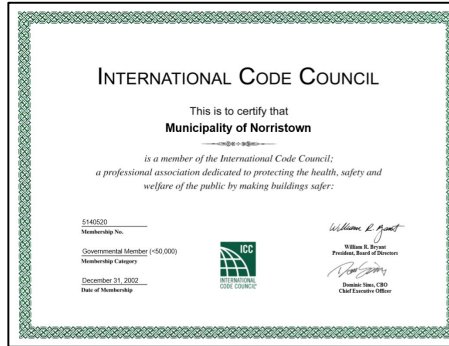 INTERNATIONAL CODE COUNCIL
This is to certify that
Municipality of Norristown
is a member of the International Code Council;
a professional association dedicated to protecting the health, safety and
welfare of the public by making buildings safer:
5140520
Membership No.
Governmental Member (<50,000)
Membership Category
December 31, 2002
Date of Membership
ICC
INTERNATIONAL
CODE COUNCIL®
William R. Bryant
William R. Bryant
President, Board of Directors
Dominic Sims, CBO
Chief Executive Officer